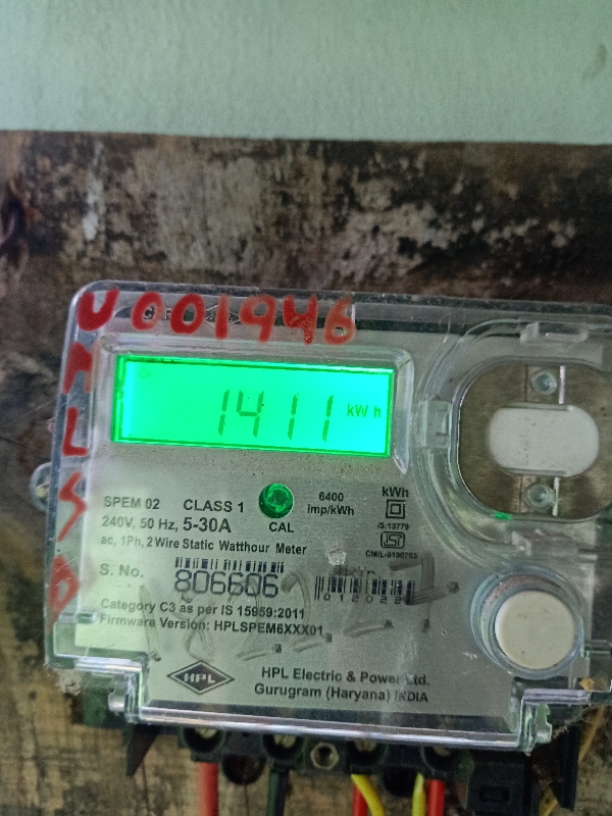 U001946
1411 kWh
SPEM 02 CLASS 1 6400 imp/kWh kWh
240V, 50 Hz, 5-30A CAL IS:13779
ac, 1Ph, 2 Wire Static Watthour Meter
S. No. 806606
Category C3 as per IS 15959:2011
Firmware Version: HPLSPEM6XXX01
HPL
HPL Electric & Power Ltd.
Gurugram (Haryana) INDIA